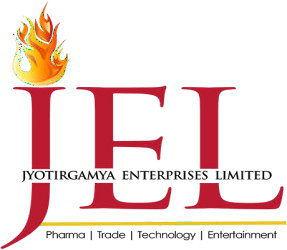 JEL
JYOTIRGAMYA ENTERPRISES LIMITED
Pharma | Trade | Technology | Entertainment